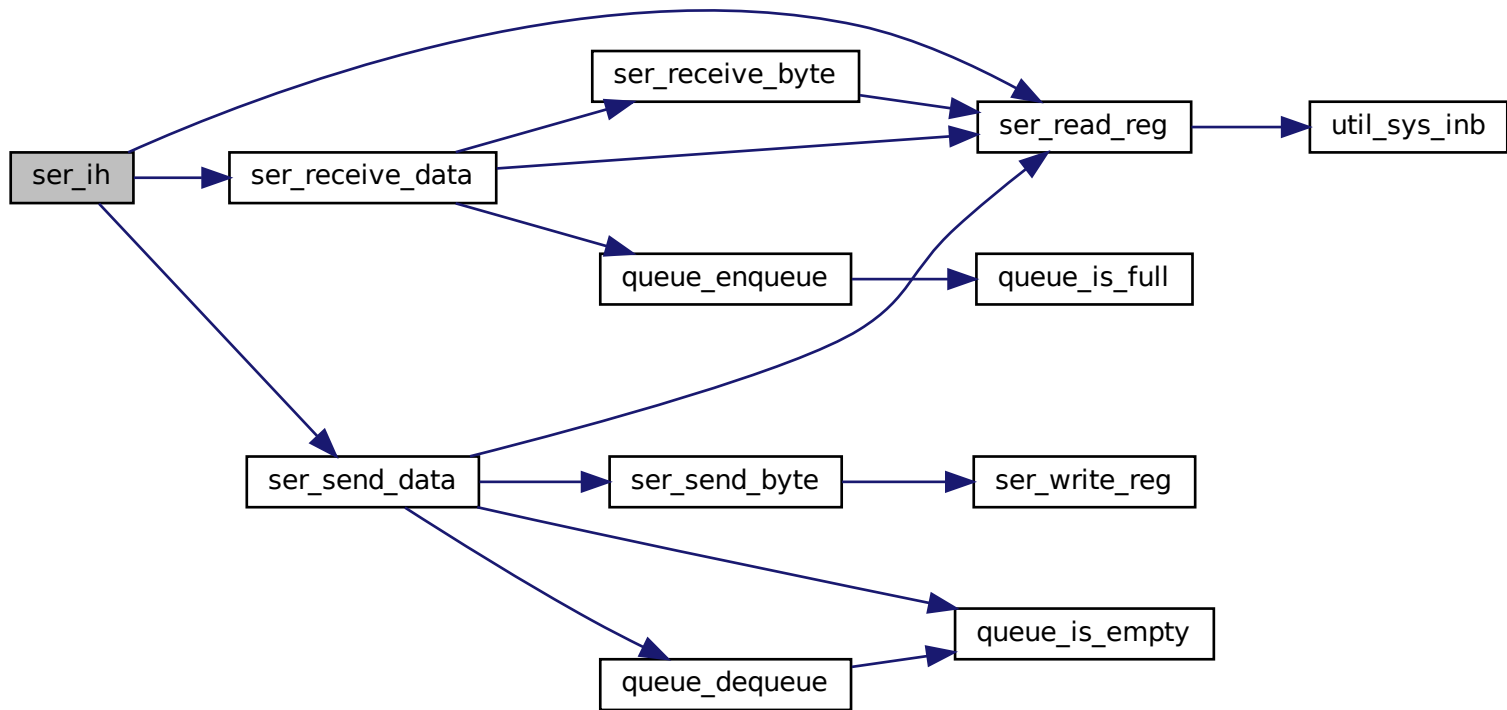 ser_receive_byte
ser_read_reg
util_sys_inb
ser_ih
ser_receive_data
queue_enqueue
queue_is_full
ser_send_data
ser_send_byte
ser_write_reg
queue_is_empty
queue_dequeue